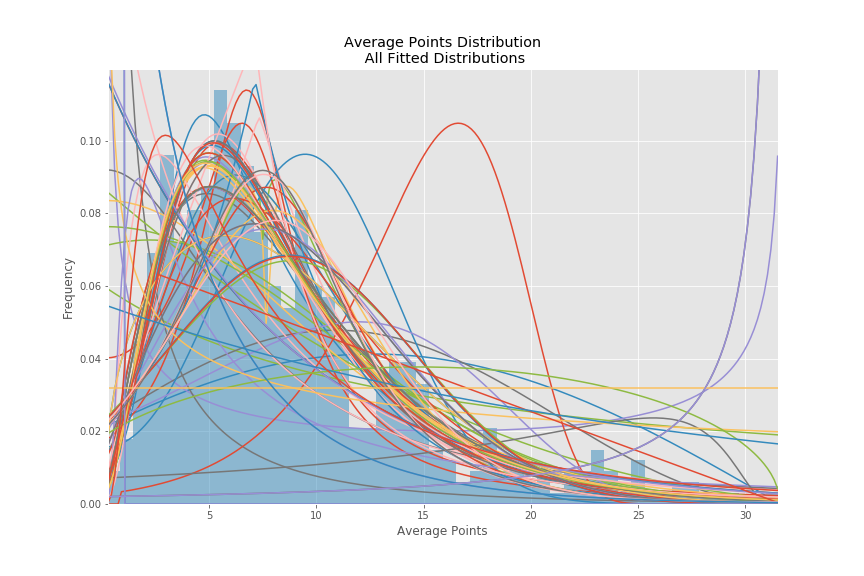 Average Points Distribution
All Fitted Distributions
Frequency
0.10
0.08
0.06
0.04
0.02
0.00
5 10 15 20 25 30
Average Points